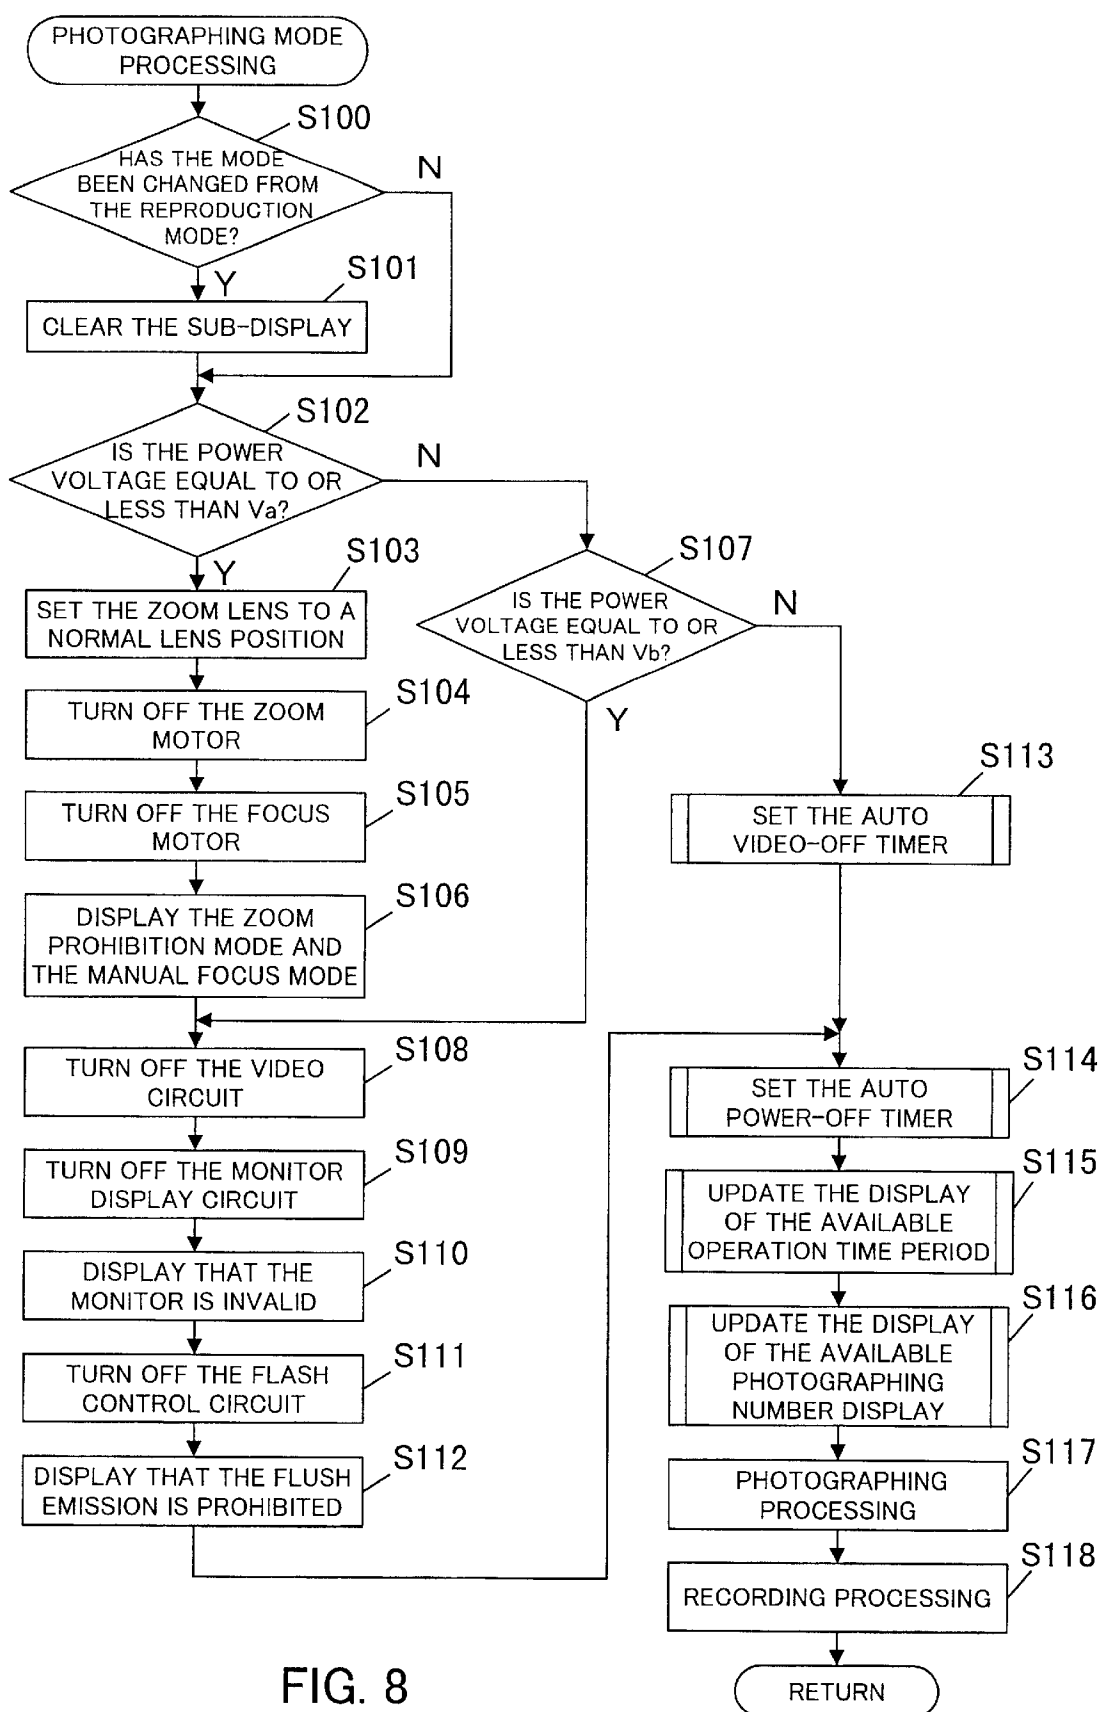 PHOTOGRAPHING MODE
PROCESSING
S100
HAS THE MODE
BEEN CHANGED FROM
THE REPRODUCTION
MODE?
N
Y
S101
CLEAR THE SUB-DISPLAY
S102
IS THE POWER
VOLTAGE EQUAL TO OR
LESS THAN Va?
N
Y
S103
SET THE ZOOM LENS TO A
NORMAL LENS POSITION
S104
TURN OFF THE ZOOM
MOTOR
S105
TURN OFF THE FOCUS
MOTOR
S106
DISPLAY THE ZOOM
PROHIBITION MODE AND
THE MANUAL FOCUS MODE
S107
IS THE POWER
VOLTAGE EQUAL TO OR
LESS THAN Vb?
N
Y
S108
TURN OFF THE VIDEO
CIRCUIT
S109
TURN OFF THE MONITOR
DISPLAY CIRCUIT
S110
DISPLAY THAT THE
MONITOR IS INVALID
S111
TURN OFF THE FLASH
CONTROL CIRCUIT
S112
DISPLAY THAT THE FLUSH
EMISSION IS PROHIBITED
S113
SET THE AUTO
VIDEO-OFF TIMER
S114
SET THE AUTO
POWER-OFF TIMER
S115
UPDATE THE DISPLAY
OF THE AVAILABLE
OPERATION TIME PERIOD
S116
UPDATE THE DISPLAY
OF THE AVAILABLE
PHOTOGRAPHING
NUMBER DISPLAY
S117
PHOTOGRAPHING
PROCESSING
S118
RECORDING PROCESSING
RETURN
FIG. 8